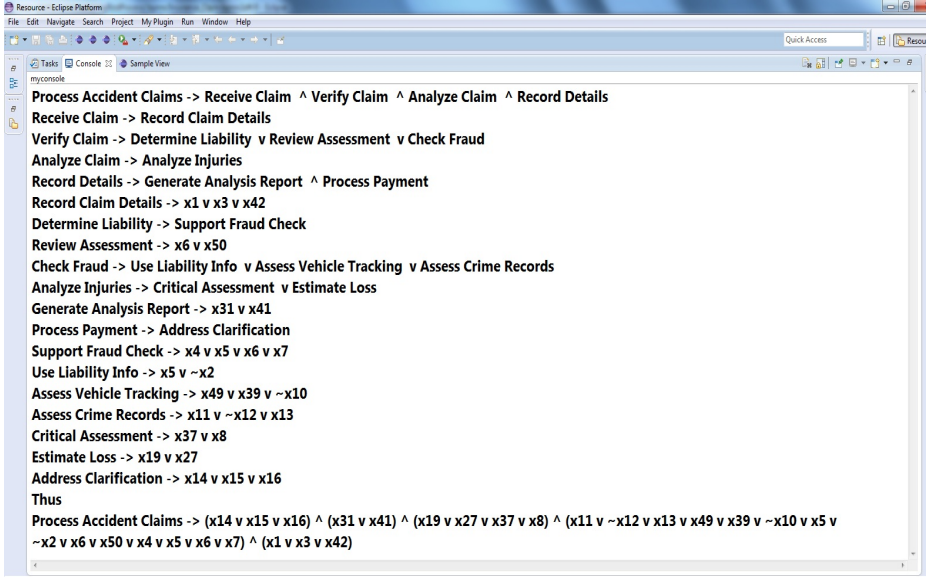 Resource - Eclipse Platform
File Edit Navigate Search Project My Plugin Run Window Help
Quick Access
Resou
Tasks Console Sample View
myconsole
Process Accident Claims -> Receive Claim ^ Verify Claim ^ Analyze Claim ^ Record Details
Receive Claim -> Record Claim Details
Verify Claim -> Determine Liability v Review Assessment v Check Fraud
Analyze Claim -> Analyze Injuries
Record Details -> Generate Analysis Report ^ Process Payment
Record Claim Details -> x1 v x3 v x42
Determine Liability -> Support Fraud Check
Review Assessment -> x6 v x50
Check Fraud -> Use Liability Info v Assess Vehicle Tracking v Assess Crime Records
Analyze Injuries -> Critical Assessment v Estimate Loss
Generate Analysis Report -> x31 v x41
Process Payment -> Address Clarification
Support Fraud Check -> x4 v x5 v x6 v x7
Use Liability Info -> x5 v ~x2
Assess Vehicle Tracking -> x49 v x39 v ~x10
Assess Crime Records -> x11 v ~x12 v x13
Critical Assessment -> x37 v x8
Estimate Loss -> x19 v x27
Address Clarification -> x14 v x15 v x16
Thus
Process Accident Claims -> (x14 v x15 v x16) ^ (x31 v x41) ^ (x19 v x27 v x37 v x8) ^ (x11 v ~x12 v x13 v x49 v x39 v ~x10 v x5 v
~x2 v x6 v x50 v x4 v x5 v x6 v x7) ^ (x1 v x3 v x42)